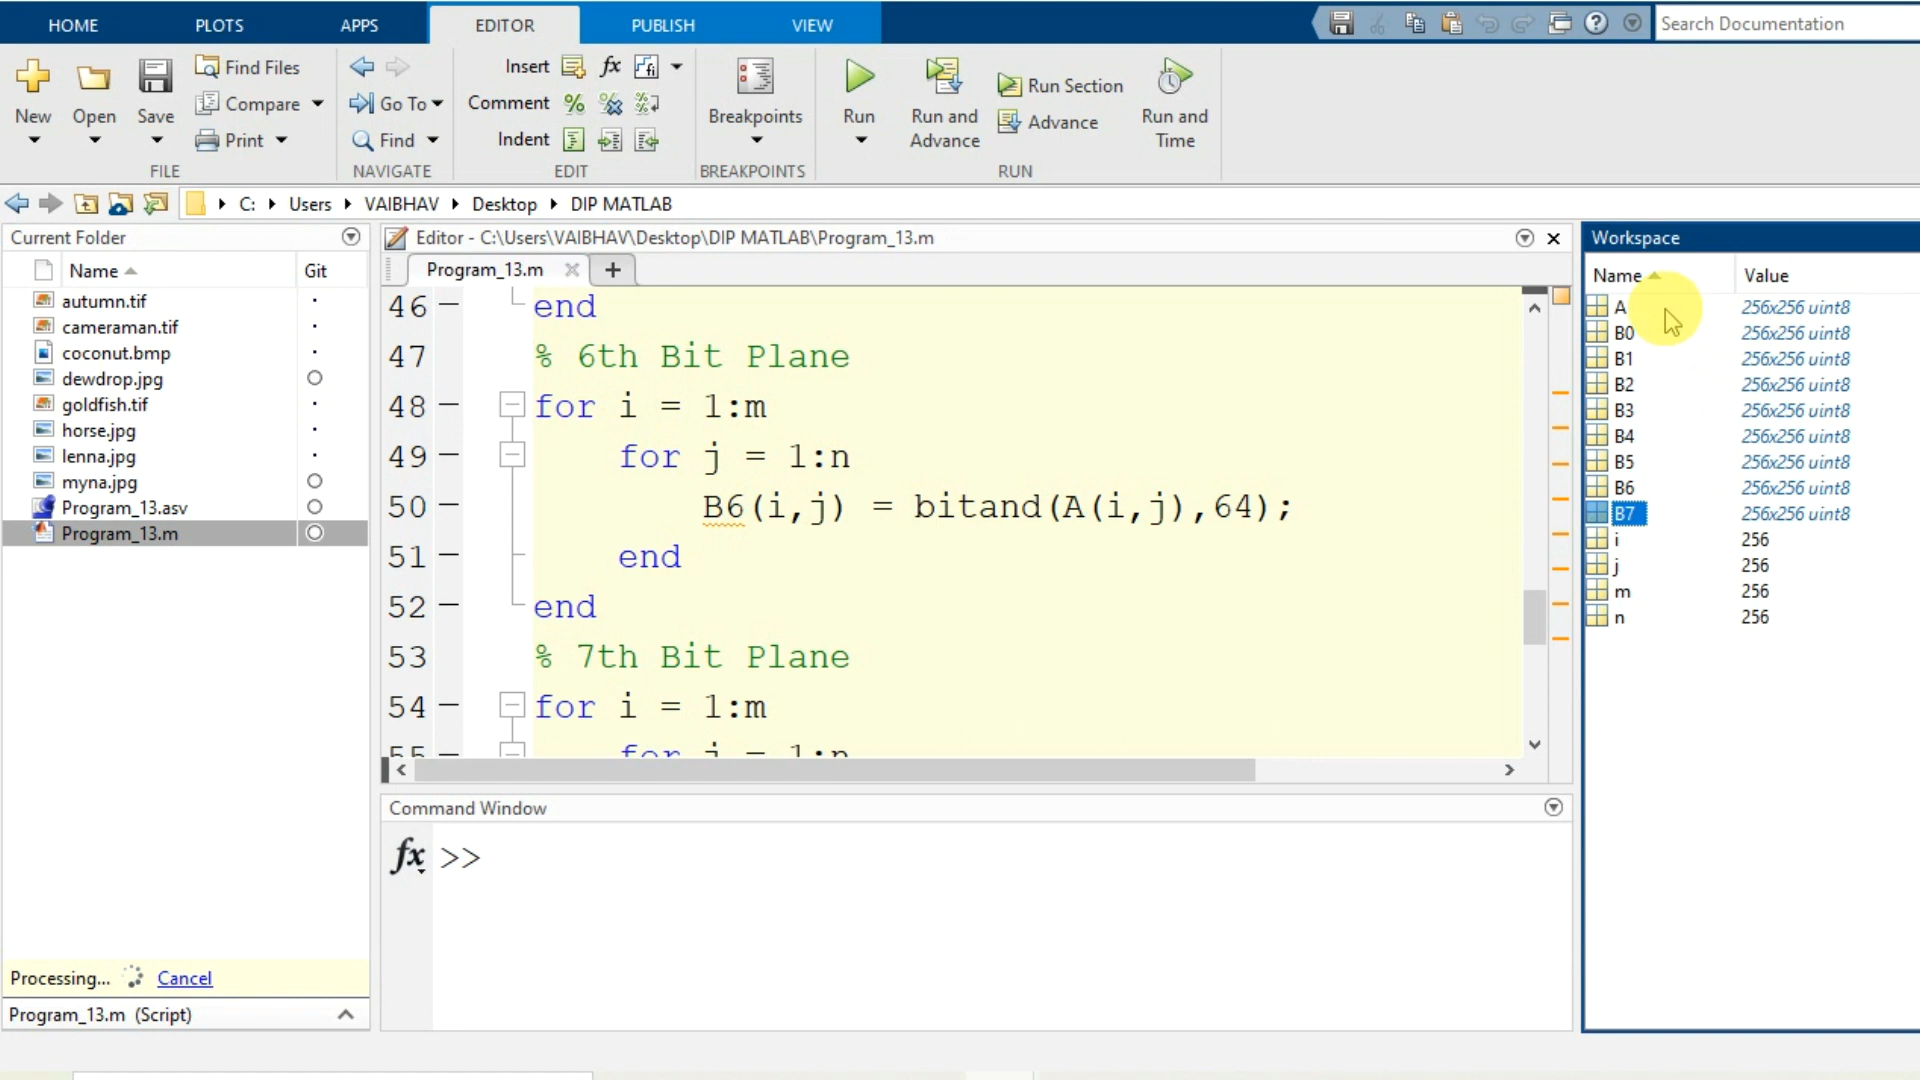 HOME PLOTS APPS EDITOR PUBLISH VIEW Search Documentation
New Open Save Find Files Compare Print
FILE
Go To Find
NAVIGATE
Insert fx fi
Comment % %
Indent
EDIT
Breakpoints
BREAKPOINTS
Run Run and Advance Run Section Advance Run and Time
RUN
C: Users VAIBHAV Desktop DIP MATLAB
Current Folder
Name Git
autumn.tif
cameraman.tif
coconut.bmp
dewdrop.jpg
goldfish.tif
horse.jpg
lenna.jpg
myna.jpg
Program_13.asv
Program_13.m
Processing... Cancel
Program_13.m (Script)
Editor - C:\Users\VAIBHAV\Desktop\DIP MATLAB\Program_13.m
Program_13.m +
46 — end
47 % 6th Bit Plane
48 — for i = 1:m
49 — for j = 1:n
50 — B6(i,j) = bitand(A(i,j),64);
51 — end
52 — end
53 % 7th Bit Plane
54 — for i = 1:m
55 — for j = 1:n
Command Window
fx >>
Workspace
Name Value
A 256x256 uint8
B0 256x256 uint8
B1 256x256 uint8
B2 256x256 uint8
B3 256x256 uint8
B4 256x256 uint8
B5 256x256 uint8
B6 256x256 uint8
B7 256x256 uint8
i 256
j 256
m 256
n 256